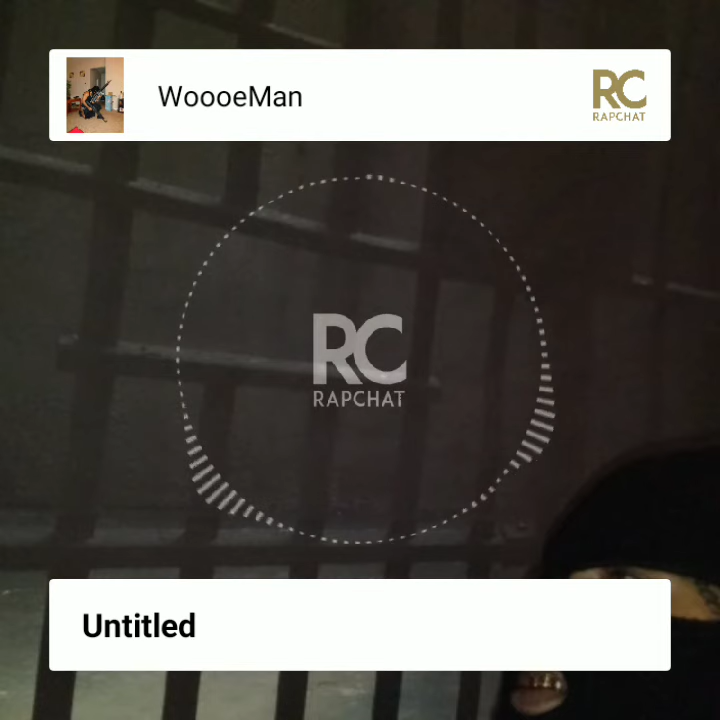 WoooeMan
RC
RAPCHAT
RC
RAPCHAT
Untitled